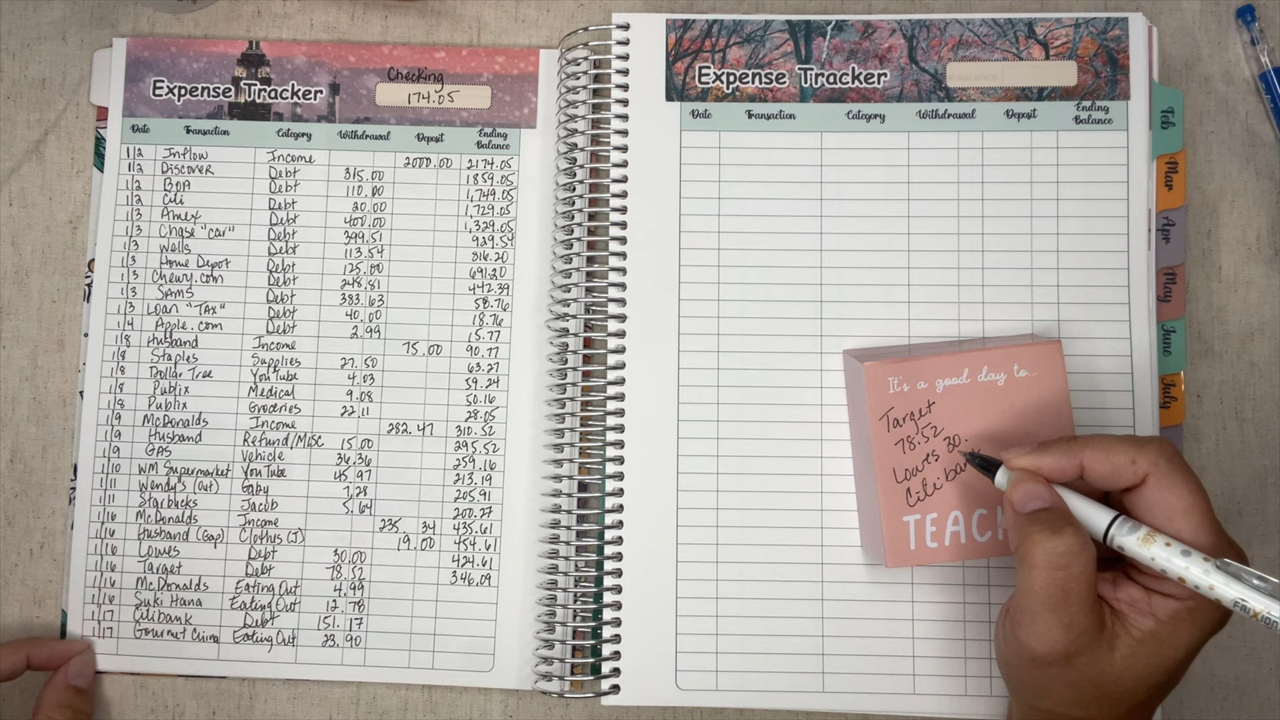 Checking
Expense Tracker 174.05
Date Transaction Category Withdrawal Deposit Ending Balance
1/2 Inflow Income 2000.00 2174.05
1/2 Discover Debt 315.00 1859.05
1/2 BOA Debt 110.00 1,749.05
1/2 Citi Debt 20.00 1,729.05
1/3 Amex Debt 400.00 1,329.05
1/3 Chase "car" Debt 399.51 929.54
1/3 Wells Debt 113.54 816.20
1/3 Home Depot Debt 125.00 691.20
1/3 Chewy.com Debt 248.81 442.39
1/3 SAMS Debt 383.63 58.76
1/3 Loan "TAX" Debt 40.00 18.76
1/4 Apple.com Debt 2.99 15.77
1/8 Husband Income 75.00 90.77
1/8 Staples Supplies 27.50 63.27
1/8 Dollar Tree YouTube 4.03 59.24
1/8 Publix Medical 9.08 50.16
1/8 Publix Groceries 22.11 28.05
1/9 McDonalds Income 282.47 310.52
1/9 Husband Refund/Misc 15.00 295.52
1/9 GAS Vehicle 36.36 259.16
1/10 WM Supermarket YouTube 45.97 213.19
1/11 Wendy's (out) Gaby 7.28 205.91
1/11 Starbucks Jacob 5.64 200.27
1/16 McDonalds Income 235.34 435.61
1/16 Husband (Gap) Clothes (J) 19.00 454.61
1/16 Lowes Debt 30.00 424.61
1/16 Target Debt 78.52 346.09
1/16 McDonalds Eating Out 4.99
1/16 Suki Hana Eating Out 12.78
1/17 Citibank Debt 151.17
1/17 Gourmet China Eating Out 23.90
Expense Tracker
Date Transaction Category Withdrawal Deposit Ending Balance
It's a good day to...
Target
78.52
Lowes 30.
Citiban
TEACH
Feb
Mar
Apr
May
June
July
FRIXION